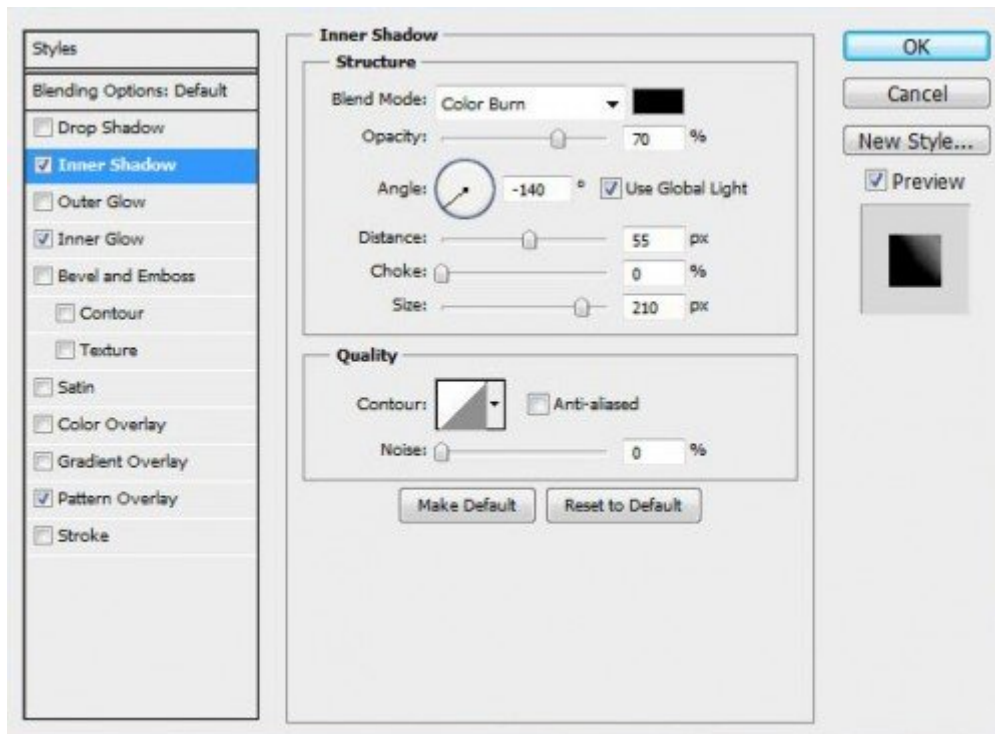 Styles
Blending Options: Default
Drop Shadow
Inner Shadow
Outer Glow
Inner Glow
Bevel and Emboss
Contour
Texture
Satin
Color Overlay
Gradient Overlay
Pattern Overlay
Stroke
Inner Shadow
Structure
Blend Mode: Color Burn
Opacity: 70 %
Angle: -140 ° Use Global Light
Distance: 55 px
Choke: 0 %
Size: 210 px
Quality
Contour: Anti-aliased
Noise: 0 %
Make Default Reset to Default
OK
Cancel
New Style...
Preview